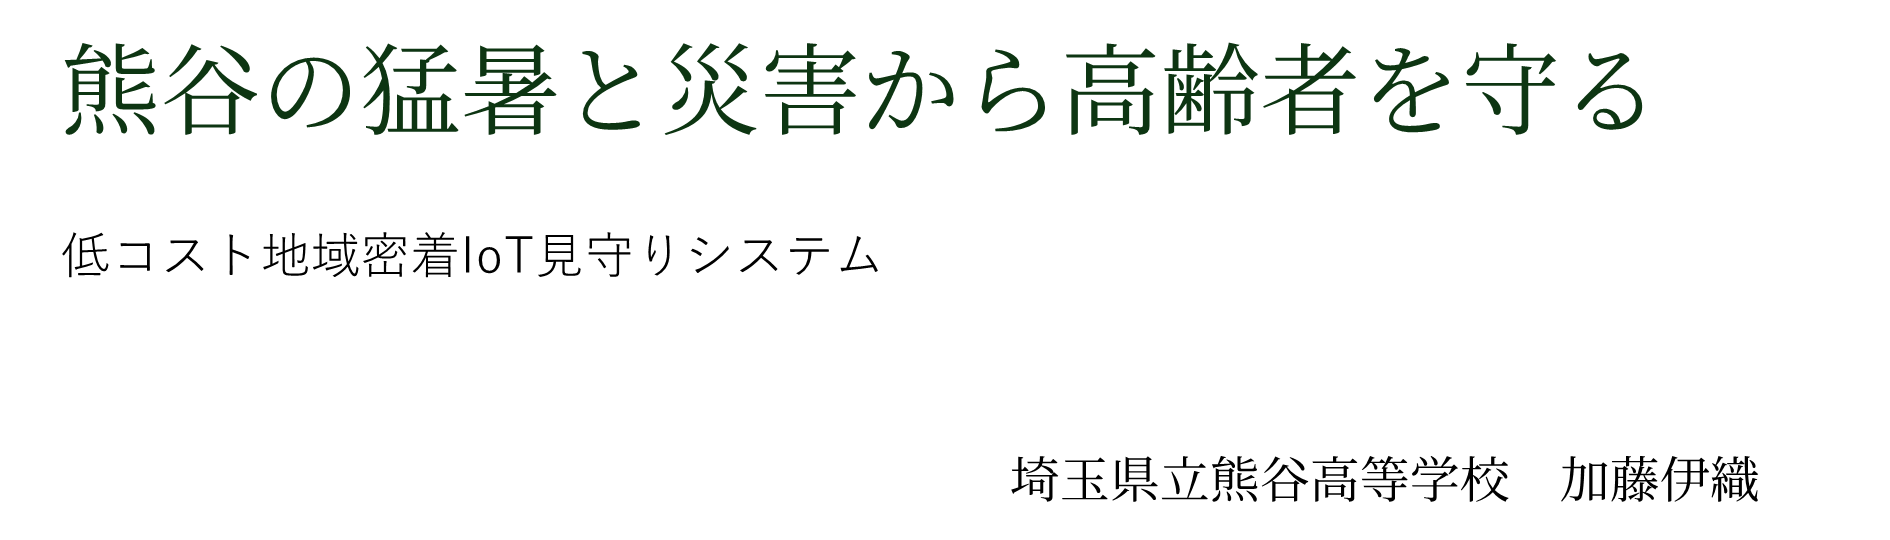 熊谷の猛暑と災害から高齢者を守る
低コスト地域密着IoT見守りシステム
埼玉県立熊谷高等学校　加藤伊織